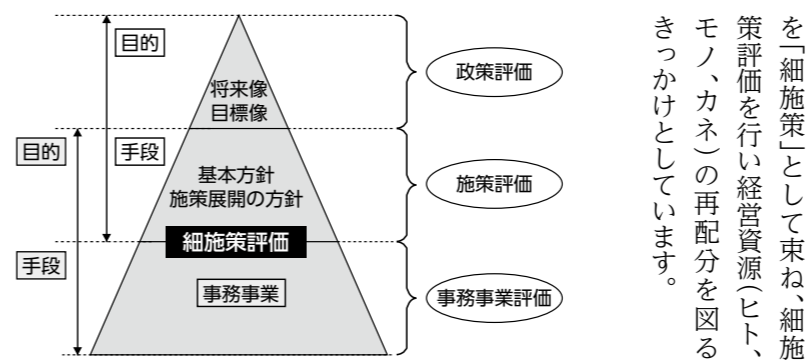 を「細施策」として束ね、細施
策評価を行い経営資源（ヒト、
モノ、カネ）の再配分を図る
きっかけとしています。
目的
手段
目的
手段
将来像
目標像
基本方針
施策展開の方針
細施策評価
事務事業
政策評価
施策評価
事務事業評価